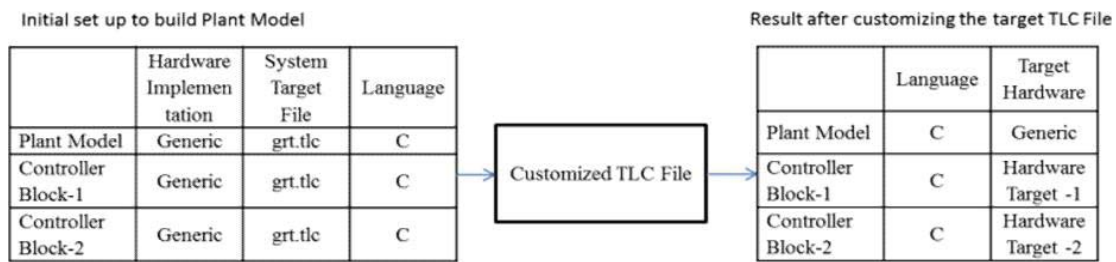 Initial set up to build Plant Model
Hardware Implemen tation System Target File Language
Plant Model Generic grt.tlc C
Controller Block-1 Generic grt.tlc C
Controller Block-2 Generic grt.tlc C
Customized TLC File
Result after customizing the target TLC File
Language Target Hardware
Plant Model C Generic
Controller Block-1 C Hardware Target -1
Controller Block-2 C Hardware Target -2